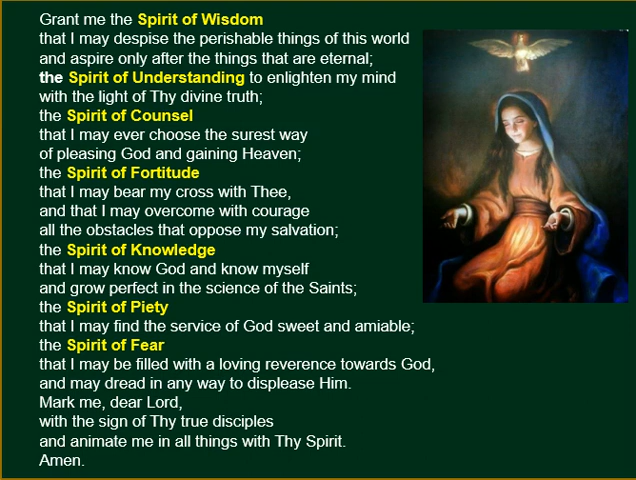 Grant me the Spirit of Wisdom
that I may despise the perishable things of this world
and aspire only after the things that are eternal;
the Spirit of Understanding to enlighten my mind
with the light of Thy divine truth;
the Spirit of Counsel
that I may ever choose the surest way
of pleasing God and gaining Heaven;
the Spirit of Fortitude
that I may bear my cross with Thee,
and that I may overcome with courage
all the obstacles that oppose my salvation;
the Spirit of Knowledge
that I may know God and know myself
and grow perfect in the science of the Saints;
the Spirit of Piety
that I may find the service of God sweet and amiable;
the Spirit of Fear
that I may be filled with a loving reverence towards God,
and may dread in any way to displease Him.
Mark me, dear Lord,
with the sign of Thy true disciples
and animate me in all things with Thy Spirit.
Amen.